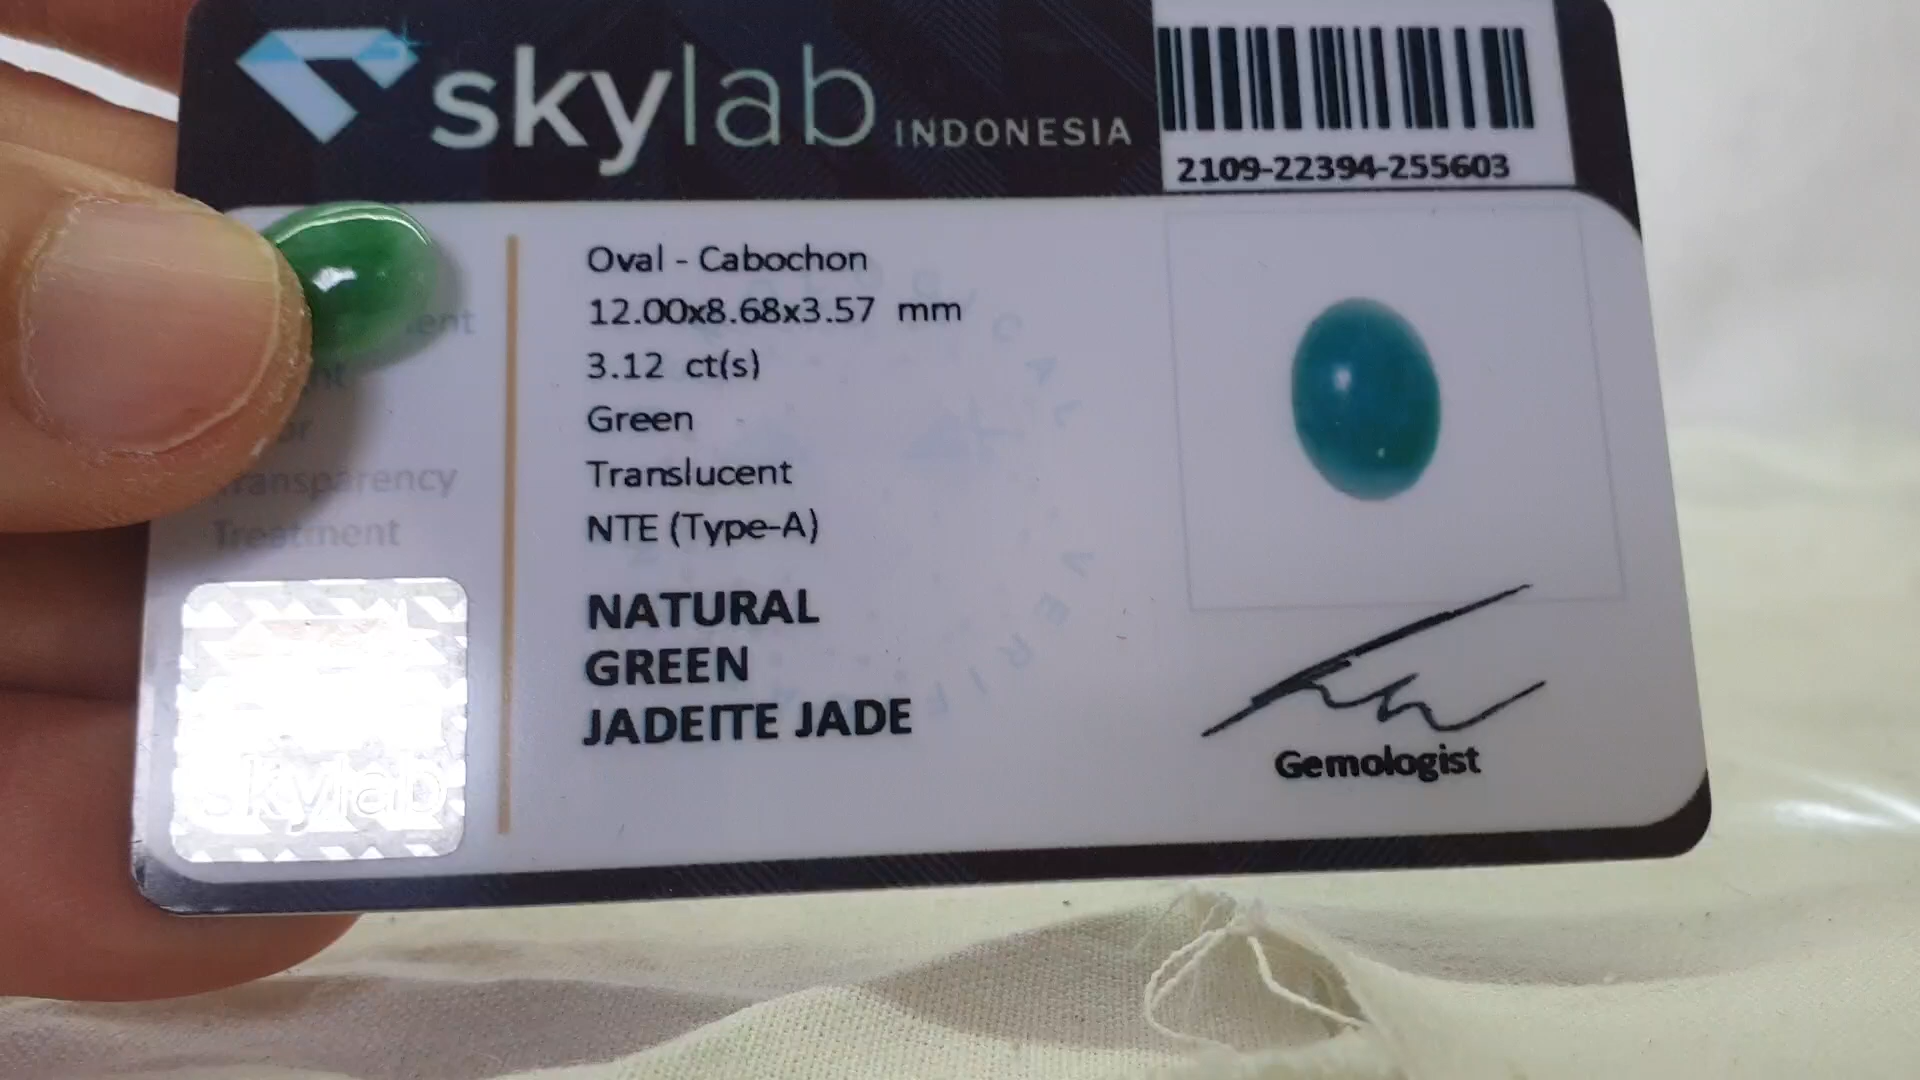 skylab INDONESIA
2109-22394-255603
Oval - Cabochon
12.00x8.68x3.57 mm
3.12 ct(s)
Green
Translucent
Transparency
NTE (Type-A)
Treatment
NATURAL
GREEN
JADEITE JADE
skylab
Gemologist